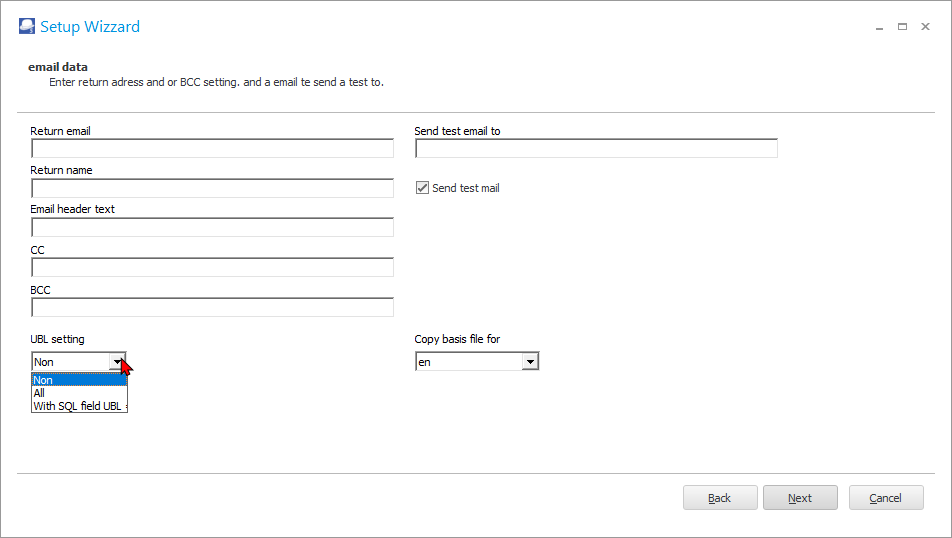 Setup Wizzard
email data
Enter return adress and or BCC setting. and a email te send a test to.
Return email
Send test email to
Return name
Send test mail
Email header text
CC
BCC
UBL setting
Copy basis file for
Non
en
Non
All
With SQL field UBL
Back
Next
Cancel